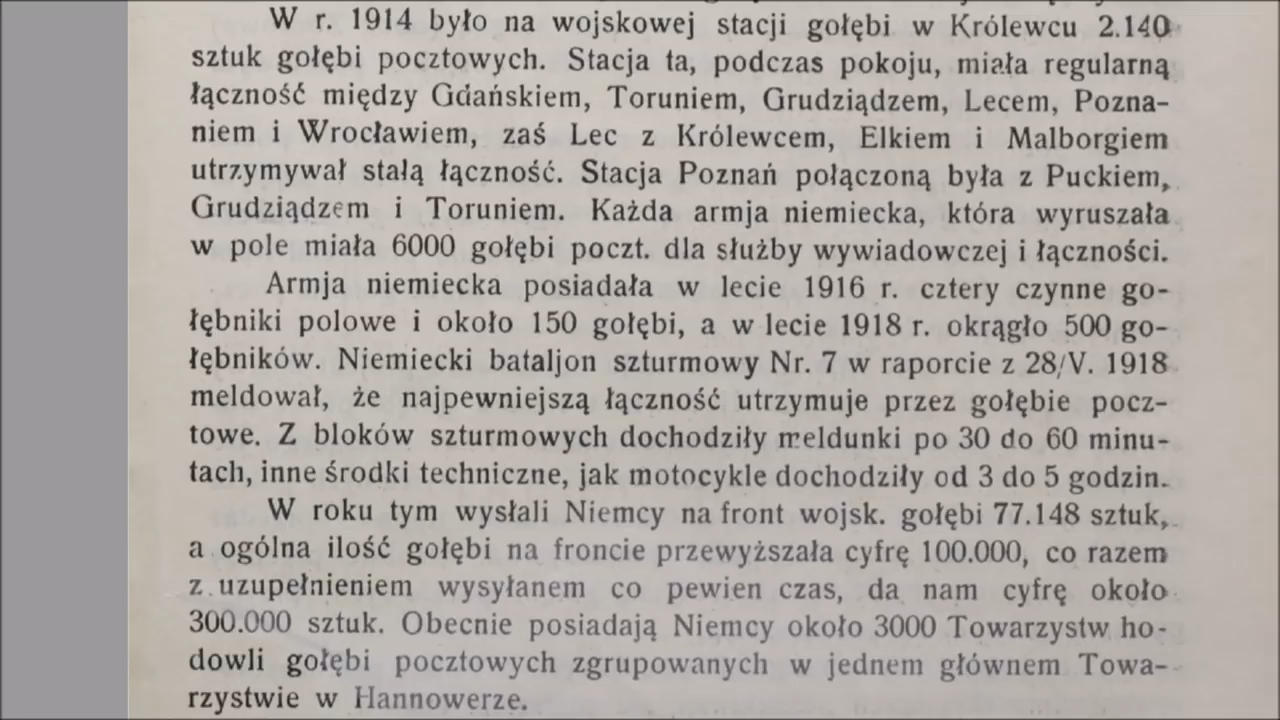 W r. 1914 było na wojskowej stacji gołębi w Królewcu 2.140
sztuk gołębi pocztowych. Stacja ta, podczas pokoju, miała regularną
łączność między Gdańskiem, Toruniem, Grudziądzem, Lecem, Pozna-
niem i Wrocławiem, zaś Lec z Królewcem, Elkiem i Malborgiem
utrzymywał stałą łączność. Stacja Poznań połączoną była z Puckiem,
Grudziądzem i Toruniem. Każda armja niemiecka, która wyruszała
w pole miała 6000 gołębi poczt. dla służby wywiadowczej i łączności.
Armja niemiecka posiadała w lecie 1916 r. cztery czynne go-
łębniki polowe i około 150 gołębi, a w lecie 1918 r. okrągło 500 go-
łębników. Niemiecki bataljon szturmowy Nr. 7 w raporcie z 28/V. 1918
meldował, że najpewniejszą łączność utrzymuje przez gołębie pocz-
towe. Z bloków szturmowych dochodziły meldunki po 30 do 60 minu-
tach, inne środki techniczne, jak motocykle dochodziły od 3 do 5 godzin.
W roku tym wysłali Niemcy na front wojsk. gołębi 77.148 sztuk,
a ogólna ilość gołębi na froncie przewyższała cyfrę 100.000, co razem
z uzupełnieniem wysyłanem co pewien czas, da nam cyfrę około
300.000 sztuk. Obecnie posiadają Niemcy około 3000 Towarzystw ho-
dowli gołębi pocztowych zgrupowanych w jednem głównem Towa-
rzystwie w Hannowerze.